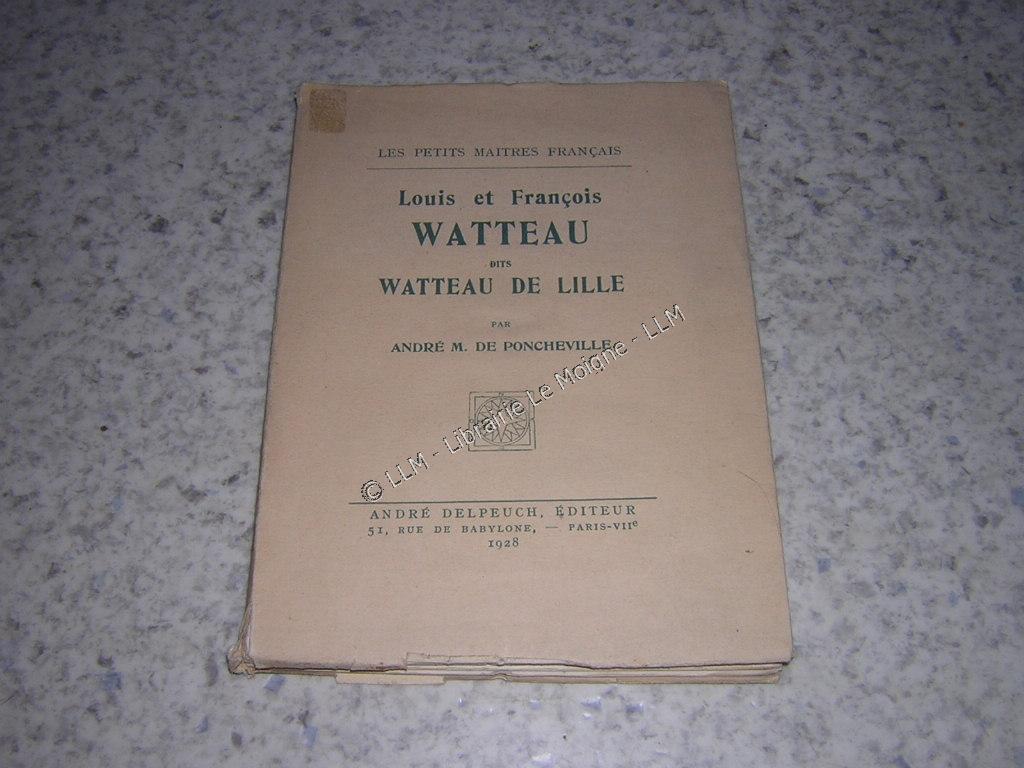 LES PETITS MAITRES FRANÇAIS
Louis et François
WATTEAU
DITS
WATTEAU DE LILLE
PAR
ANDRÉ M. DE PONCHEVILLE
© LLM - Librairie Le Moigne - LLM
ANDRÉ DELPEUCH, ÉDITEUR
51, RUE DE BABYLONE, — PARIS-VIIe
1928